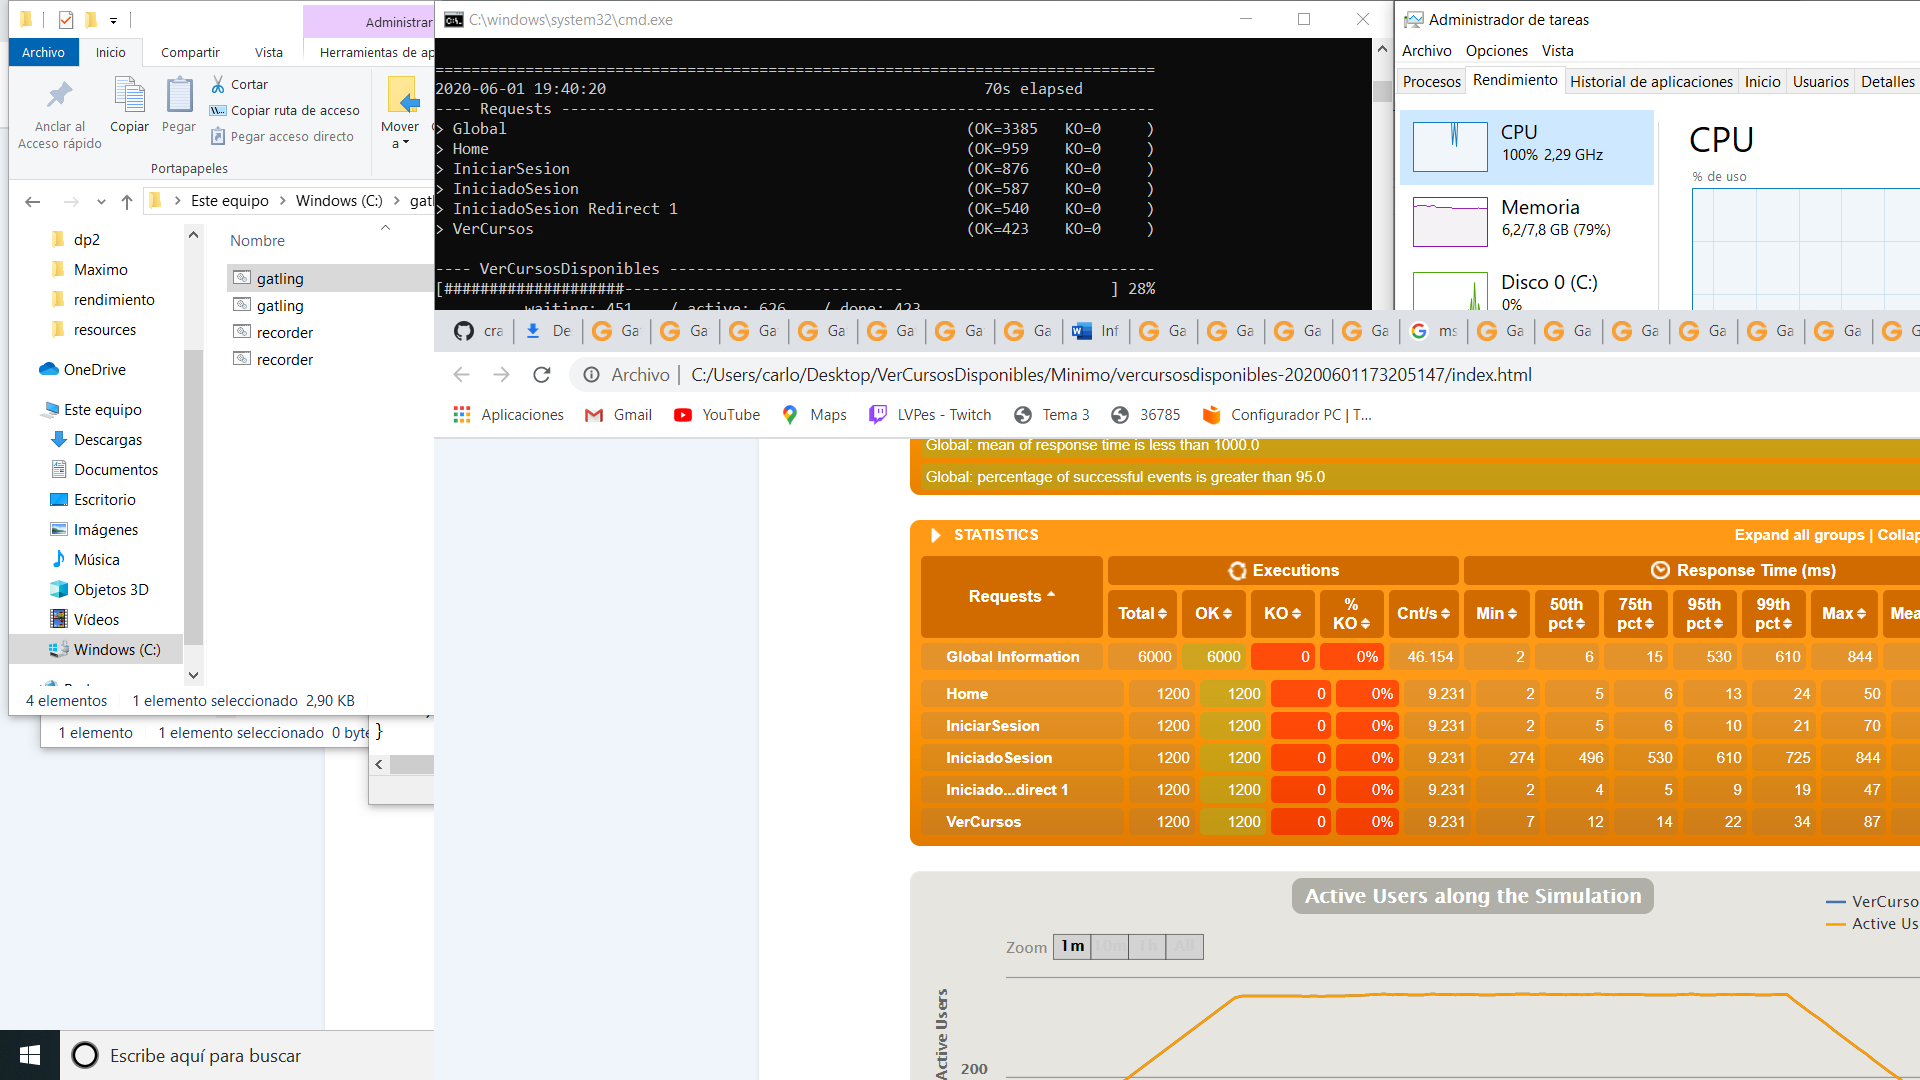 Administrar
Archivo
Inicio
Compartir
Vista
Herramientas de ap
Anclar al
Acceso rápido
Copiar
Pegar
Cortar
Copiar ruta de acceso
Pegar acceso directo
Mover
a
Portapapeles
Este equipo > Windows (C:) >
dp2
Maximo
rendimiento
resources
OneDrive
Este equipo
Descargas
Documentos
Escritorio
Imágenes
Música
Objetos 3D
Vídeos
Windows (C:)
Nombre
gatling
gatling
recorder
recorder
4 elementos 1 elemento seleccionado 2,90 KB
1 elemento 1 elemento seleccionado 0 byte
}
Escribe aquí para buscar
C:\windows\system32\cmd.exe
================================================================================
2020-06-01 19:40:20 70s elapsed
---- Requests ------------------------------------------------------------------
> Global (OK=3385 KO=0 )
> Home (OK=959 KO=0 )
> IniciarSesion (OK=876 KO=0 )
> IniciadoSesion (OK=587 KO=0 )
> IniciadoSesion Redirect 1 (OK=540 KO=0 )
> VerCursos (OK=423 KO=0 )
---- VerCursosDisponibles ------------------------------------------------------
[####################------------------------------- ] 28%
waiting: 451 / active: 626 / done: 423
Administrador de tareas
Archivo Opciones Vista
Procesos Rendimiento Historial de aplicaciones Inicio Usuarios Detalles
CPU
100% 2,29 GHz
Memoria
6,2/7,8 GB (79%)
Disco 0 (C:)
0%
CPU
% de uso
cra De Ga Ga Ga Ga Ga Ga Ga Inf Ga Ga Ga Ga ms Ga Ga Ga Ga Ga Ga G
Archivo | C:/Users/carlo/Desktop/VerCursosDisponibles/Minimo/vercursosdisponibles-20200601173205147/index.html
Aplicaciones Gmail YouTube Maps LVPes - Twitch Tema 3 36785 Configurador PC | T...
Global: mean of response time is less than 1000.0
Global: percentage of successful events is greater than 95.0
STATISTICS
Expand all groups | Collap
Requests
Executions
Response Time (ms)
Total OK KO % KO Cnt/s Min 50th pct 75th pct 95th pct 99th pct Max Mea
Global Information 6000 6000 0 0% 46.154 2 6 15 530 610 844
Home 1200 1200 0 0% 9.231 2 5 6 13 24 50
IniciarSesion 1200 1200 0 0% 9.231 2 5 6 10 21 70
IniciadoSesion 1200 1200 0 0% 9.231 274 496 530 610 725 844
Iniciado...direct 1 1200 1200 0 0% 9.231 2 4 5 9 19 47
VerCursos 1200 1200 0 0% 9.231 7 12 14 22 34 87
Active Users along the Simulation
VerCurso
Active Us
Zoom 1m 10m 1h All
Active Users
200